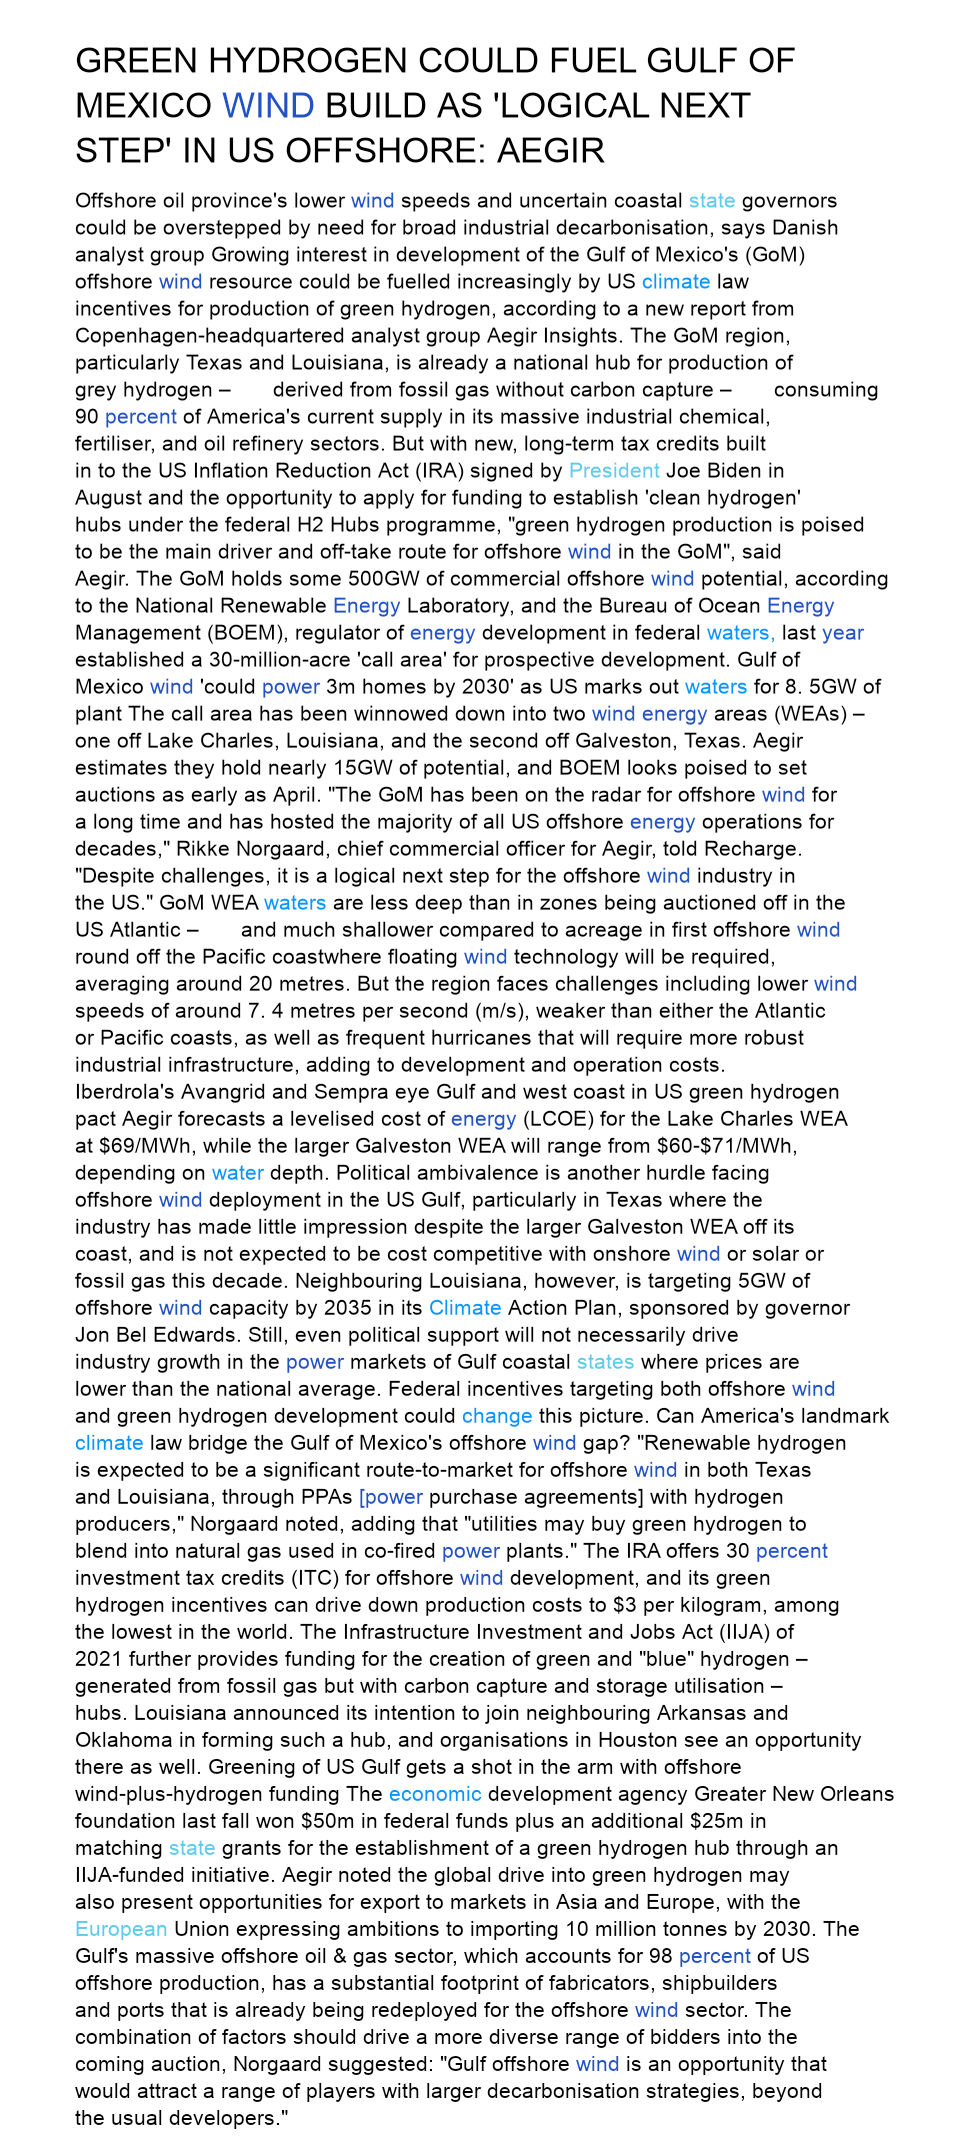 GREEN HYDROGEN COULD FUEL GULF OF
MEXICO WIND BUILD AS 'LOGICAL NEXT
STEP' IN US OFFSHORE: AEGIR
Offshore oil province's lower wind speeds and uncertain coastal state governors
could be overstepped by need for broad industrial decarbonisation, says Danish
analyst group Growing interest in development of the Gulf of Mexico's (GoM)
offshore wind resource could be fuelled increasingly by US climate law
incentives for production of green hydrogen, according to a new report from
Copenhagen-headquartered analyst group Aegir Insights. The GoM region,
particularly Texas and Louisiana, is already a national hub for production of
grey hydrogen – derived from fossil gas without carbon capture – consuming
90 percent of America's current supply in its massive industrial chemical,
fertiliser, and oil refinery sectors. But with new, long-term tax credits built
in to the US Inflation Reduction Act (IRA) signed by President Joe Biden in
August and the opportunity to apply for funding to establish 'clean hydrogen'
hubs under the federal H2 Hubs programme, "green hydrogen production is poised
to be the main driver and off-take route for offshore wind in the GoM", said
Aegir. The GoM holds some 500GW of commercial offshore wind potential, according
to the National Renewable Energy Laboratory, and the Bureau of Ocean Energy
Management (BOEM), regulator of energy development in federal waters, last year
established a 30-million-acre 'call area' for prospective development. Gulf of
Mexico wind 'could power 3m homes by 2030' as US marks out waters for 8. 5GW of
plant The call area has been winnowed down into two wind energy areas (WEAs) –
one off Lake Charles, Louisiana, and the second off Galveston, Texas. Aegir
estimates they hold nearly 15GW of potential, and BOEM looks poised to set
auctions as early as April. "The GoM has been on the radar for offshore wind for
a long time and has hosted the majority of all US offshore energy operations for
decades," Rikke Norgaard, chief commercial officer for Aegir, told Recharge.
"Despite challenges, it is a logical next step for the offshore wind industry in
the US." GoM WEA waters are less deep than in zones being auctioned off in the
US Atlantic – and much shallower compared to acreage in first offshore wind
round off the Pacific coastwhere floating wind technology will be required,
averaging around 20 metres. But the region faces challenges including lower wind
speeds of around 7. 4 metres per second (m/s), weaker than either the Atlantic
or Pacific coasts, as well as frequent hurricanes that will require more robust
industrial infrastructure, adding to development and operation costs.
Iberdrola's Avangrid and Sempra eye Gulf and west coast in US green hydrogen
pact Aegir forecasts a levelised cost of energy (LCOE) for the Lake Charles WEA
at $69/MWh, while the larger Galveston WEA will range from $60-$71/MWh,
depending on water depth. Political ambivalence is another hurdle facing
offshore wind deployment in the US Gulf, particularly in Texas where the
industry has made little impression despite the larger Galveston WEA off its
coast, and is not expected to be cost competitive with onshore wind or solar or
fossil gas this decade. Neighbouring Louisiana, however, is targeting 5GW of
offshore wind capacity by 2035 in its Climate Action Plan, sponsored by governor
Jon Bel Edwards. Still, even political support will not necessarily drive
industry growth in the power markets of Gulf coastal states where prices are
lower than the national average. Federal incentives targeting both offshore wind
and green hydrogen development could change this picture. Can America's landmark
climate law bridge the Gulf of Mexico's offshore wind gap? "Renewable hydrogen
is expected to be a significant route-to-market for offshore wind in both Texas
and Louisiana, through PPAs [power purchase agreements] with hydrogen
producers," Norgaard noted, adding that "utilities may buy green hydrogen to
blend into natural gas used in co-fired power plants." The IRA offers 30 percent
investment tax credits (ITC) for offshore wind development, and its green
hydrogen incentives can drive down production costs to $3 per kilogram, among
the lowest in the world. The Infrastructure Investment and Jobs Act (IIJA) of
2021 further provides funding for the creation of green and "blue" hydrogen –
generated from fossil gas but with carbon capture and storage utilisation –
hubs. Louisiana announced its intention to join neighbouring Arkansas and
Oklahoma in forming such a hub, and organisations in Houston see an opportunity
there as well. Greening of US Gulf gets a shot in the arm with offshore
wind-plus-hydrogen funding The economic development agency Greater New Orleans
foundation last fall won $50m in federal funds plus an additional $25m in
matching state grants for the establishment of a green hydrogen hub through an
IIJA-funded initiative. Aegir noted the global drive into green hydrogen may
also present opportunities for export to markets in Asia and Europe, with the
European Union expressing ambitions to importing 10 million tonnes by 2030. The
Gulf's massive offshore oil & gas sector, which accounts for 98 percent of US
offshore production, has a substantial footprint of fabricators, shipbuilders
and ports that is already being redeployed for the offshore wind sector. The
combination of factors should drive a more diverse range of bidders into the
coming auction, Norgaard suggested: "Gulf offshore wind is an opportunity that
would attract a range of players with larger decarbonisation strategies, beyond
the usual developers."